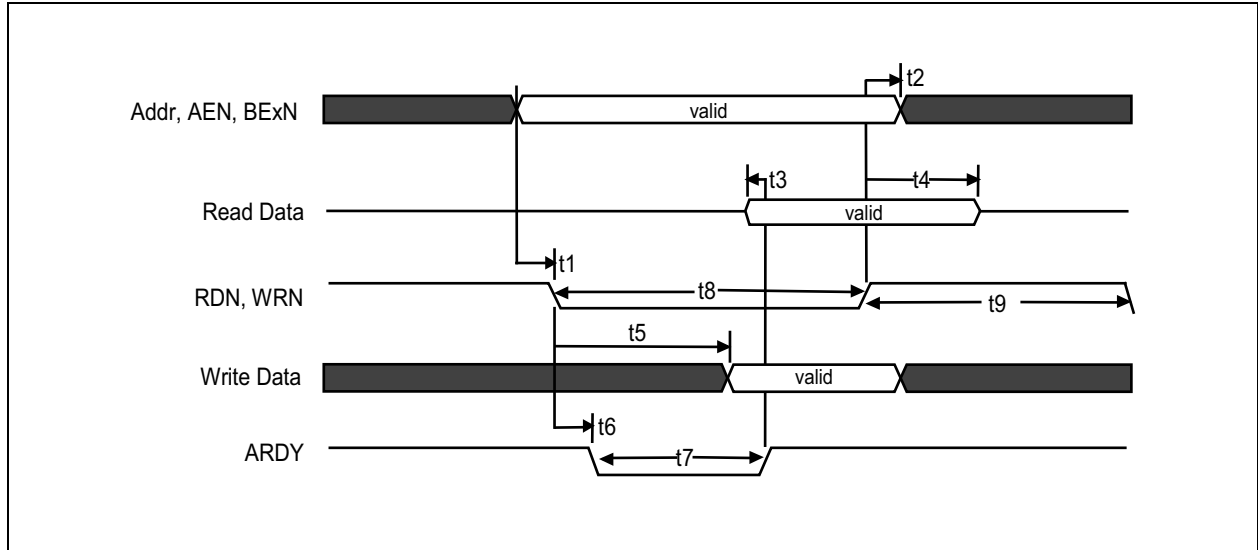 t2
Addr, AEN, BExN
valid
t3
t4
Read Data
valid
t1
RDN, WRN
t8
t9
t5
Write Data
valid
t6
ARDY
t7